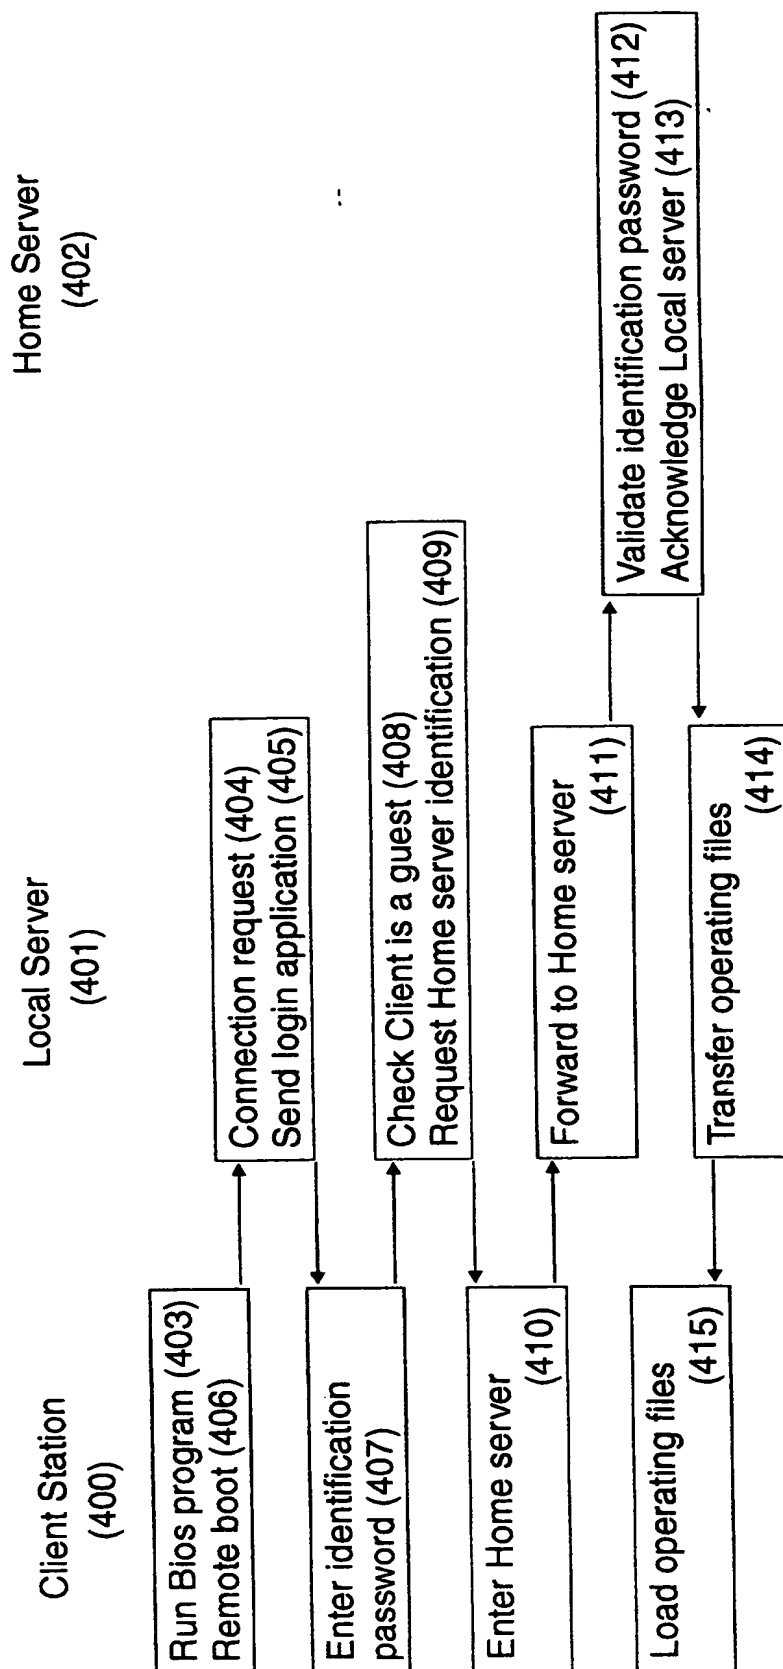 Client Station
(400)
Local Server
(401)
Home Server
(402)
Run Bios program (403)
Remote boot (406)
Connection request (404)
Send login application (405)
Enter identification
password (407)
Check Client is a guest (408)
Request Home server identification (409)
Enter Home server
(410)
Forward to Home server
(411)
Validate identification password (412)
Acknowledge Local server (413)
Transfer operating files
(414)
Load operating files
(415)